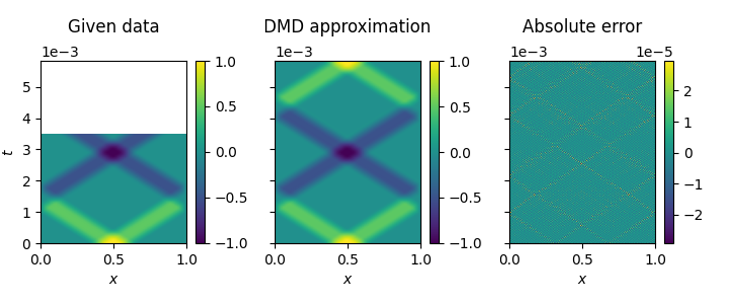 Given data DMD approximation Absolute error
1e−3 1e−3 1e−3 1e−5
1.0 1.0
5 0.5 0.5 2
4 1
3 0.0 0.0 0
t
2 −0.5 −0.5 −1
1 −2
0 −1.0 −1.0
0.0 0.5 1.0 0.0 0.5 1.0 0.0 0.5 1.0
x x x